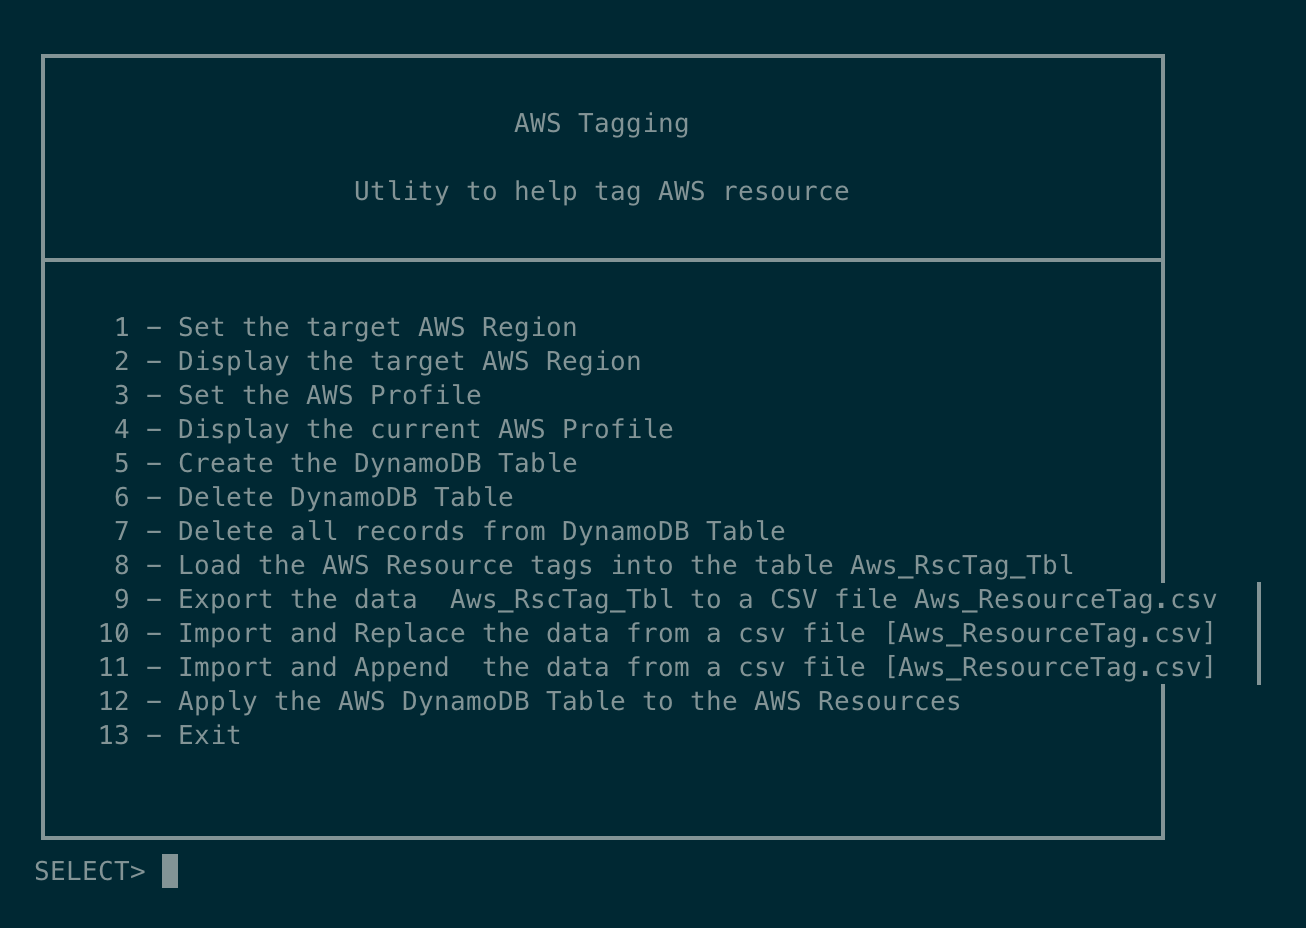 AWS Tagging
Utlity to help tag AWS resource
1 – Set the target AWS Region
2 – Display the target AWS Region
3 – Set the AWS Profile
4 – Display the current AWS Profile
5 – Create the DynamoDB Table
6 – Delete DynamoDB Table
7 – Delete all records from DynamoDB Table
8 – Load the AWS Resource tags into the table Aws_RscTag_Tbl
9 – Export the data  Aws_RscTag_Tbl to a CSV file Aws_ResourceTag.csv
10 – Import and Replace the data from a csv file [Aws_ResourceTag.csv]
11 – Import and Append  the data from a csv file [Aws_ResourceTag.csv]
12 – Apply the AWS DynamoDB Table to the AWS Resources
13 – Exit
SELECT>